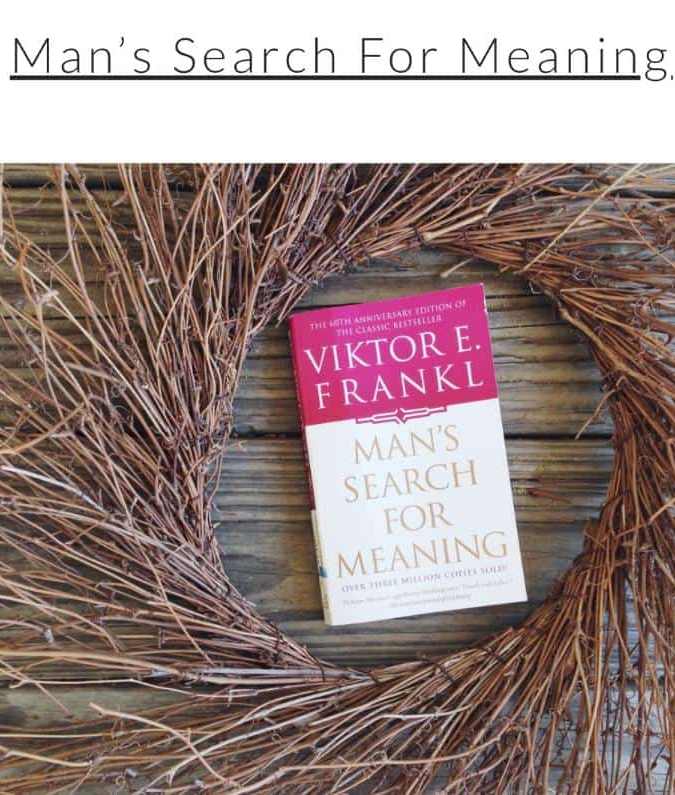 Man’s Search For Meaning
THE 60TH ANNIVERSARY EDITION OF
THE CLASSIC BESTSELLER
VIKTOR E.
FRANKL
MAN'S
SEARCH
FOR
MEANING
OVER THREE MILLION COPIES SOLD